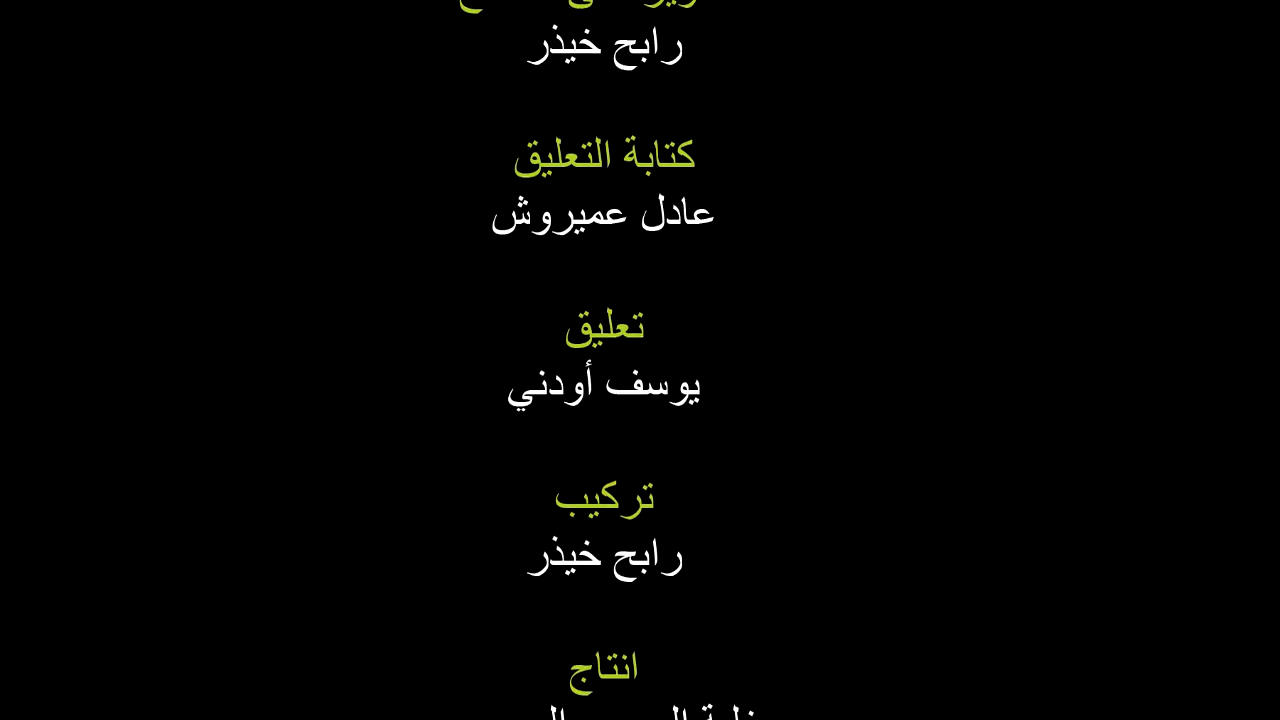 رابح خيذر
كتابة التعليق
عادل عميروش
تعليق
يوسف أودني
تركيب
رابح خيذر
انتاج